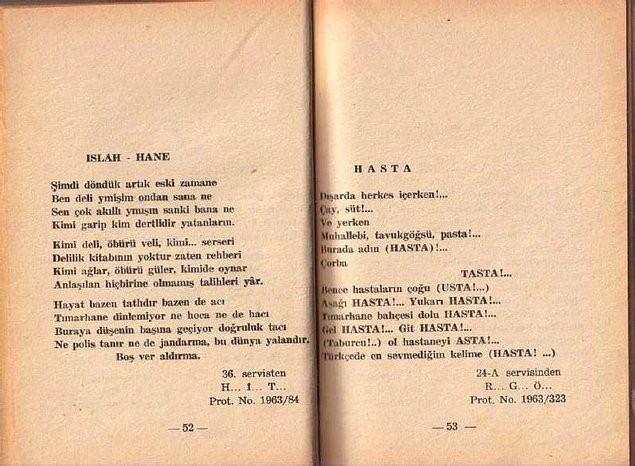 ISLÂH - HANE
Şimdi döndük artık eski zamane
Ben deli ymişim ondan sana ne
Sen çok akıllı ymışın sanki bana ne
Kimi garip kim dertlidir yatanların.
Kimi deli, öbürü veli, kimi... serseri
Delilik kitabının yoktur zaten rehberi
Kimi ağlar, öbürü güler, kimide oynar
Anlaşılan hiçbirine olmamış talihleri yâr.
Hayat bazen tatlıdır bazen de acı
Tımarhane dinlemiyor ne hoca ne de hacı
Buraya düşenin başına geçiyor doğruluk tacı
Ne polis tanır ne de jandarma, bu dünya yalandır.
Boş ver aldırma.
36. servisten
H... İ... T...
Prot. No. 1963/84
— 52 —
HASTA
Dışarda herkes içerken!...
Çay, süt!...
Ve yerken
Muhallebi, tavukgöğsü, pasta!...
Burada adın (HASTA)!...
Çorba
TASTA!...
Bence hastaların çoğu (USTA!...)
Aşağı HASTA!... Yukarı HASTA!...
Tımarhane bahçesi dolu HASTA!...
Gel HASTA!... Git HASTA!...
(Taburcu!..) ol hastaneyi ASTA!...
Türkçede en sevmediğim kelime (HASTA! ...)
24-A servisinden
R... G... Ö...
Prot. No. 1963/323
— 53 —